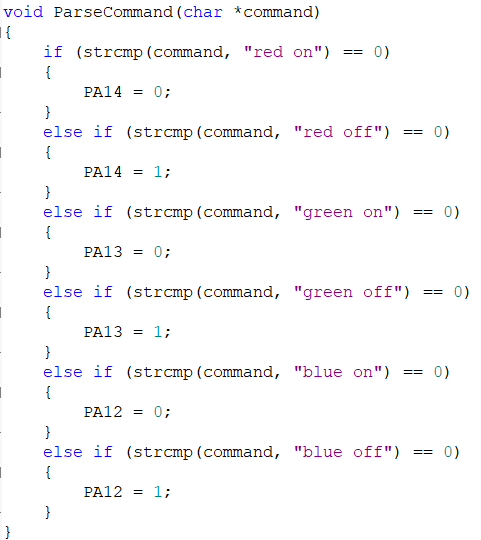 void ParseCommand(char *command)
{
    if (strcmp(command, "red on") == 0)
    {
        PA14 = 0;
    }
    else if (strcmp(command, "red off") == 0)
    {
        PA14 = 1;
    }
    else if (strcmp(command, "green on") == 0)
    {
        PA13 = 0;
    }
    else if (strcmp(command, "green off") == 0)
    {
        PA13 = 1;
    }
    else if (strcmp(command, "blue on") == 0)
    {
        PA12 = 0;
    }
    else if (strcmp(command, "blue off") == 0)
    {
        PA12 = 1;
    }
}